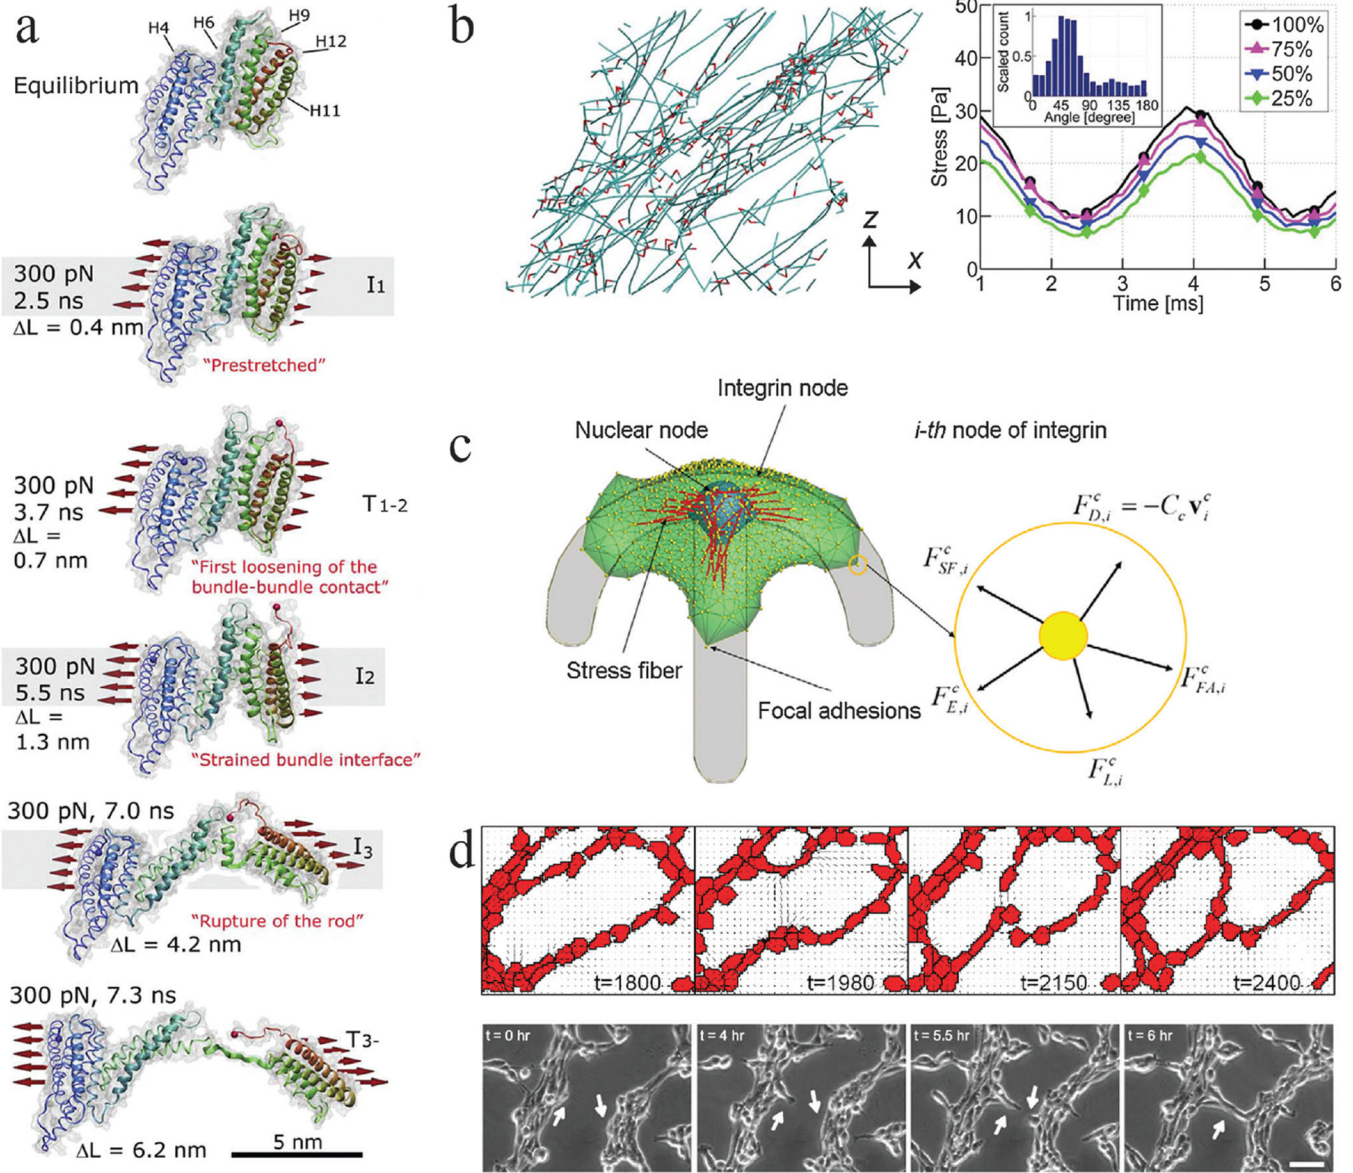 a
H4
H6
H9
H12
H11
Equilibrium
300 pN
2.5 ns
ΔL = 0.4 nm
I1
“Prestretched”
300 pN
3.7 ns
ΔL =
0.7 nm
T1-2
“First loosening of the
bundle-bundle contact”
300 pN
5.5 ns
ΔL =
1.3 nm
I2
“Strained bundle interface”
300 pN, 7.0 ns
I3
“Rupture of the rod”
ΔL = 4.2 nm
300 pN, 7.3 ns
T3-
ΔL = 6.2 nm
5 nm
b
z
x
Stress [Pa]
50
40
30
20
10
0
1 2 3 4 5 6
Time [ms]
Scaled count
1
0.5
0
0 45 90 135 180
Angle [degree]
100%
75%
50%
25%
c
Integrin node
Nuclear node
i-th node of integrin
Stress fiber
Focal adhesions
F^c_{D,i} = −C_c v^c_i
F^c_{SF,i}
F^c_{E,i}
F^c_{FA,i}
F^c_{L,i}
d
t=1800
t=1980
t=2150
t=2400
t = 0 hr
t = 4 hr
t = 5.5 hr
t = 6 hr